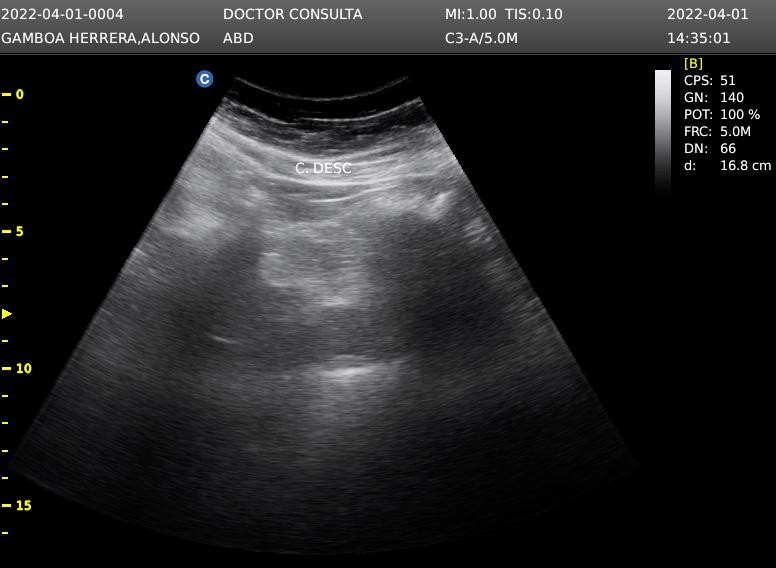 2022-04-01-0004 DOCTOR CONSULTA MI:1.00 TIS:0.10 2022-04-01
GAMBOA HERRERA,ALONSO ABD C3-A/5.0M 14:35:01
C
[B]
CPS: 51
GN: 140
POT: 100 %
FRC: 5.0M
DN: 66
d: 16.8 cm
0
C. DESC
5
10
15